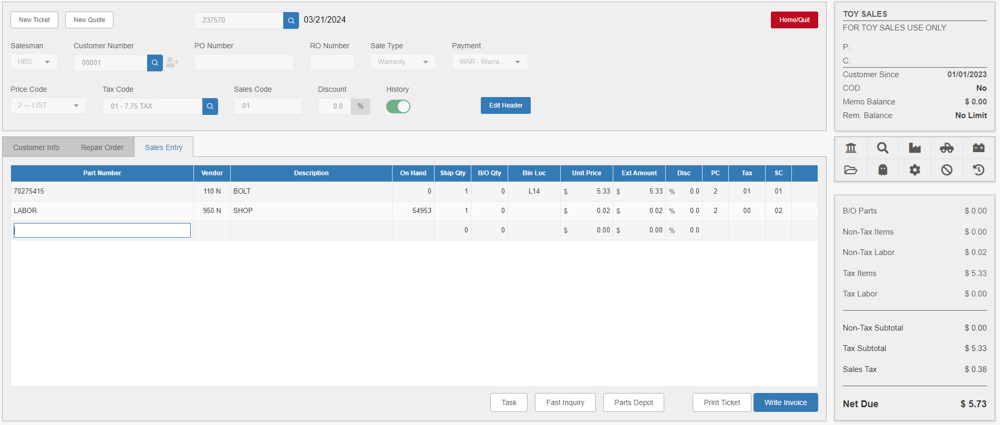 New Ticket New Quote 237570 03/21/2024 Home/Quit
Salesman Customer Number PO Number RO Number Sale Type Payment
HBS 00001 Warranty WAR - Warra...
Price Code Tax Code Sales Code Discount History
2 — LIST 01 - 7.75 TAX 01 0.0 % Edit Header
Customer Info Repair Order Sales Entry
Part Number Vendor Description On Hand Ship Qty B/O Qty Bin Loc Unit Price Ext Amount Disc PC Tax SC
70275415 110 N BOLT 0 1 0 L14 $ 5.33 $ 5.33 % 0.0 2 01 01
LABOR 950 N SHOP 54953 1 0 $ 0.02 $ 0.02 % 0.0 2 00 02
0 0 $ 0.00 $ 0.00 % 0.0
Task Fast Inquiry Parts Depot Print Ticket Write Invoice
TOY SALES
FOR TOY SALES USE ONLY
P:
C:
Customer Since 01/01/2023
COD No
Memo Balance $ 0.00
Rem. Balance No Limit
B/O Parts $ 0.00
Non-Tax Items $ 0.00
Non-Tax Labor $ 0.02
Tax Items $ 5.33
Tax Labor $ 0.00
Non-Tax Subtotal $ 0.00
Tax Subtotal $ 5.33
Sales Tax $ 0.38
Net Due $ 5.73